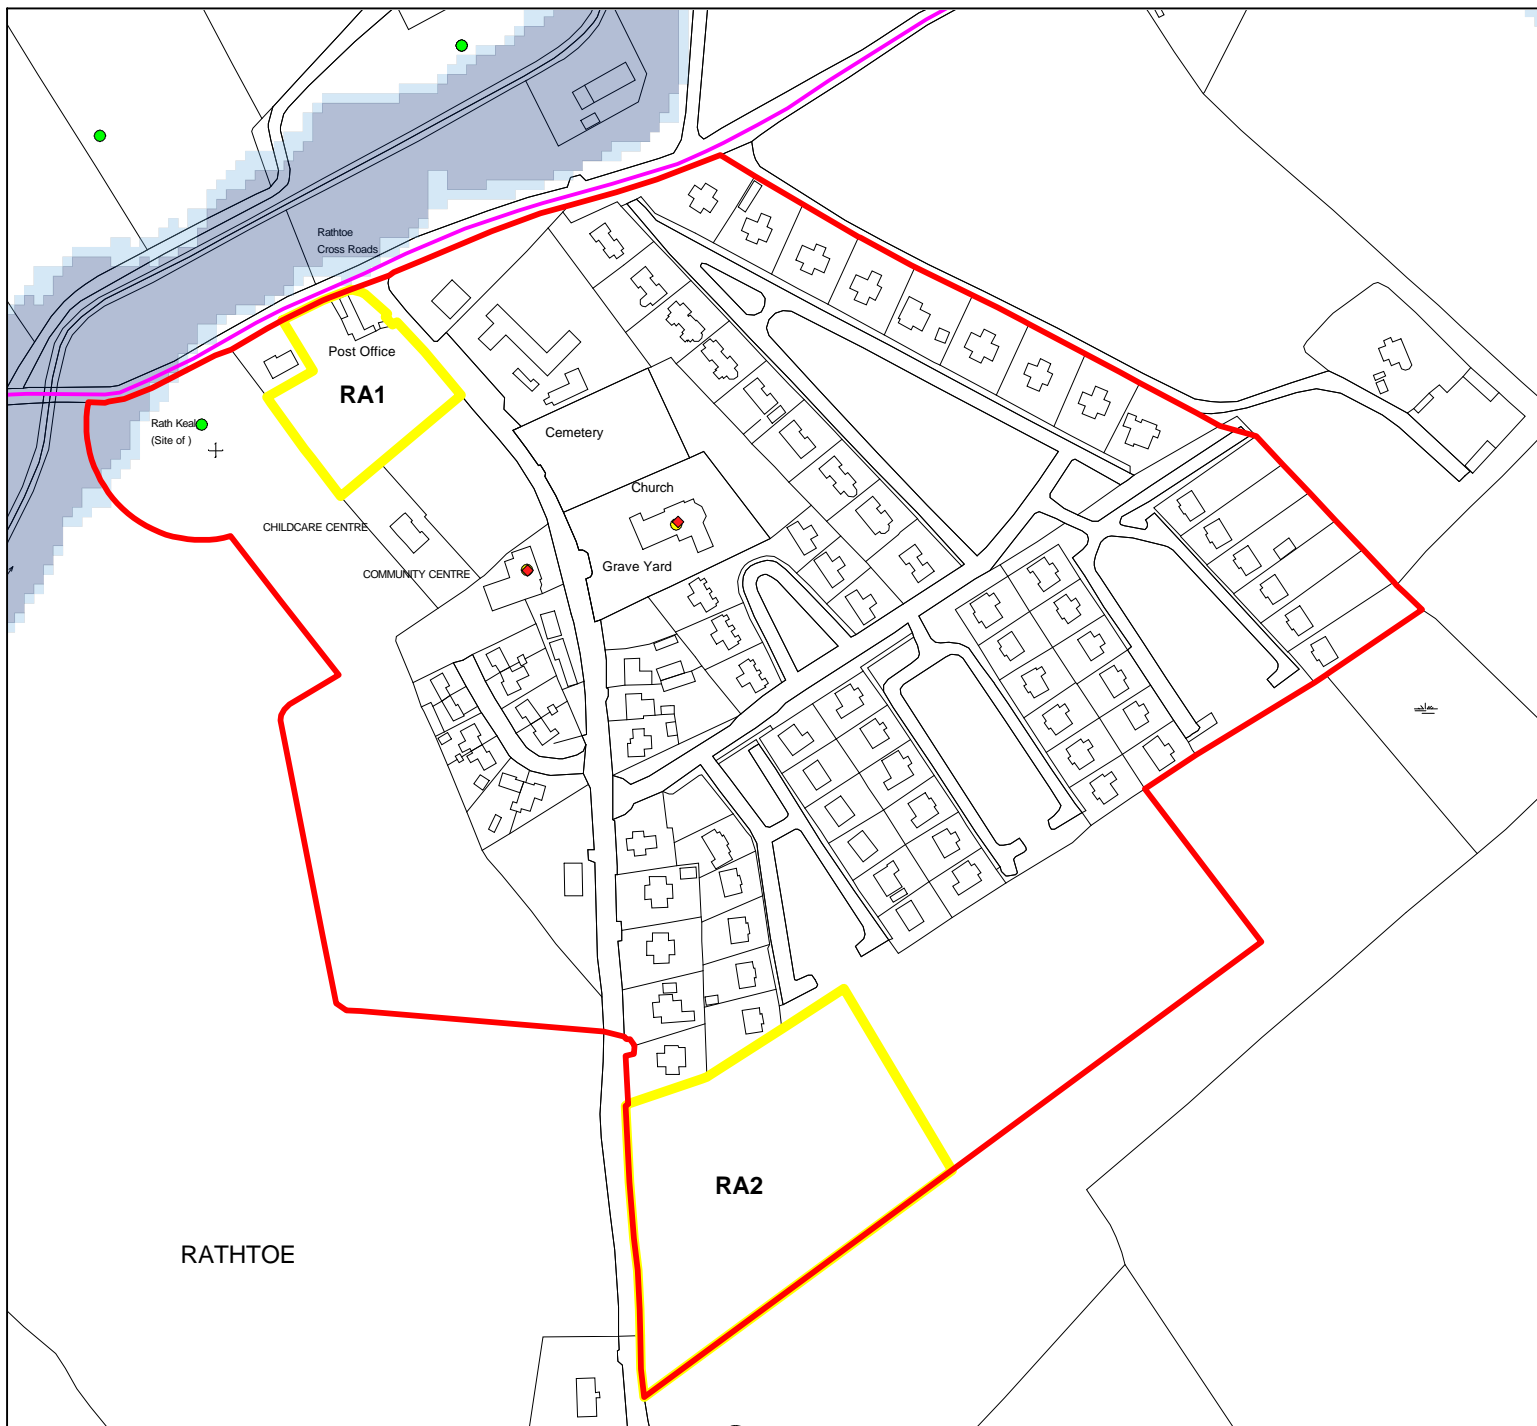 Rathtoe
Cross Roads
Post Office
RA1
Rath Keale
(Site of )
Cemetery
Church
CHILDCARE CENTRE
COMMUNITY CENTRE
Grave Yard
RA2
RATHTOE